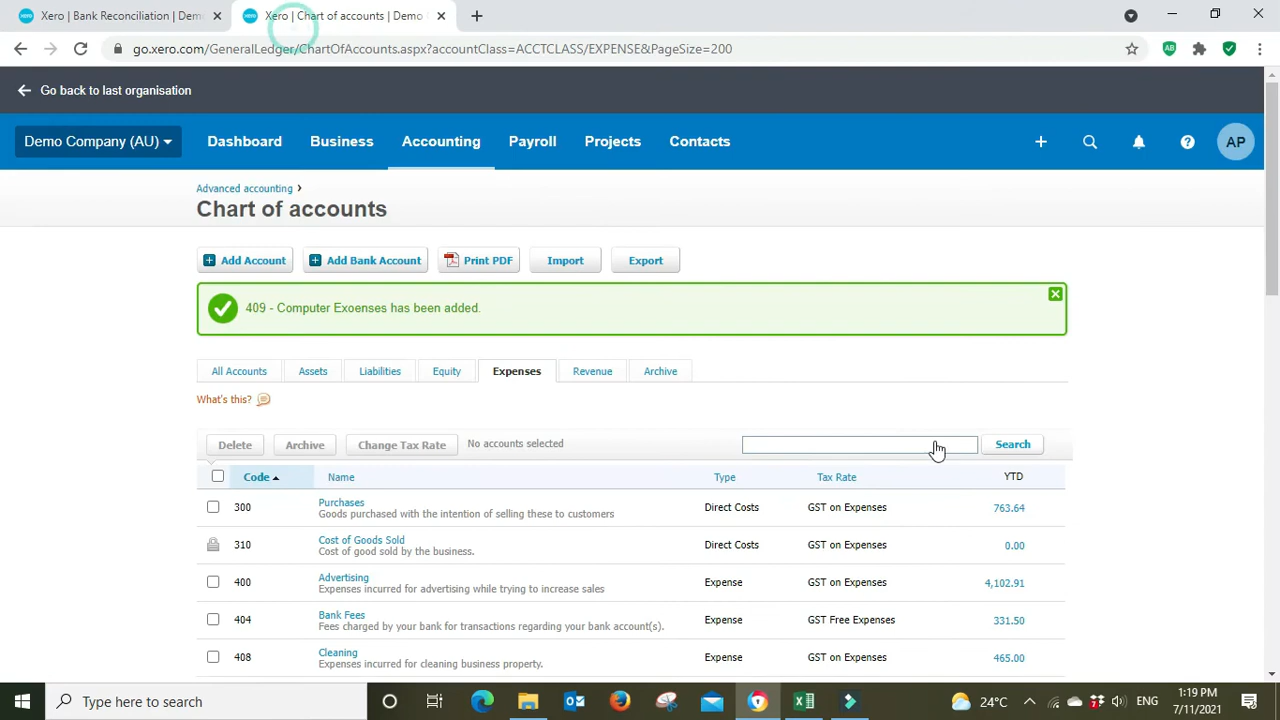 Xero | Bank Reconciliation | Dem
Xero | Chart of accounts | Demo
go.xero.com/GeneralLedger/ChartOfAccounts.aspx?accountClass=ACCTCLASS/EXPENSE&PageSize=200
Go back to last organisation
Demo Company (AU) Dashboard Business Accounting Payroll Projects Contacts AP
Advanced accounting
Chart of accounts
Add Account Add Bank Account Print PDF Import Export
409 - Computer Exoenses has been added.
All Accounts Assets Liabilities Equity Expenses Revenue Archive
What's this?
Delete Archive Change Tax Rate No accounts selected Search
Code Name Type Tax Rate YTD
300 Purchases Direct Costs GST on Expenses 763.64
Goods purchased with the intention of selling these to customers
310 Cost of Goods Sold Direct Costs GST on Expenses 0.00
Cost of good sold by the business.
400 Advertising Expense GST on Expenses 4,102.91
Expenses incurred for advertising while trying to increase sales
404 Bank Fees Expense GST Free Expenses 331.50
Fees charged by your bank for transactions regarding your bank account(s).
408 Cleaning Expense GST on Expenses 465.00
Expenses incurred for cleaning business property.
Type here to search 24°C ENG 1:19 PM
7/11/2021